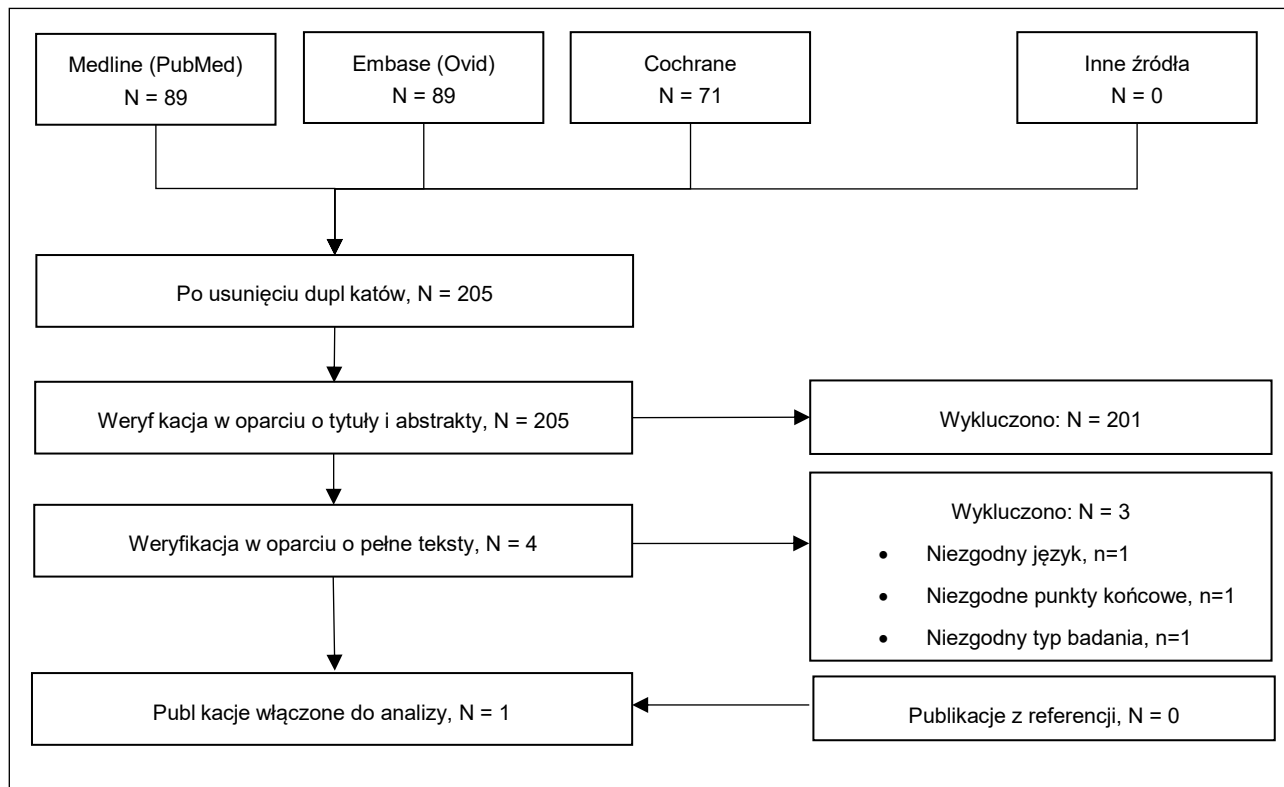 Medline (PubMed)
N = 89
Embase (Ovid)
N = 89
Cochrane
N = 71
Inne źródła
N = 0
Po usunięciu dupl katów, N = 205
Weryf kacja w oparciu o tytuły i abstrakty, N = 205
Wykluczono: N = 201
Weryfikacja w oparciu o pełne teksty, N = 4
Wykluczono: N = 3
• Niezgodny język, n=1
• Niezgodne punkty końcowe, n=1
• Niezgodny typ badania, n=1
Publ kacje włączone do analizy, N = 1
Publikacje z referencji, N = 0